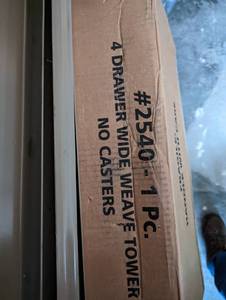 #2540 - 1 Pc.
4 DRAWER WIDE WEAVE TOWER
NO CASTERS